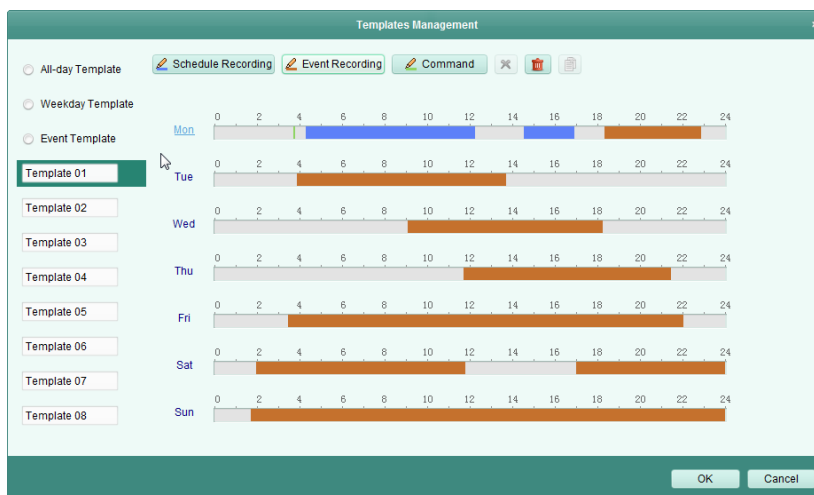 Templates Management
All-day Template
Weekday Template
Event Template
Template 01
Template 02
Template 03
Template 04
Template 05
Template 06
Template 07
Template 08
Schedule Recording Event Recording Command
0 2 4 6 8 10 12 14 16 18 20 22 24
Mon
0 2 4 6 8 10 12 14 16 18 20 22 24
Tue
0 2 4 6 8 10 12 14 16 18 20 22 24
Wed
0 2 4 6 8 10 12 14 16 18 20 22 24
Thu
0 2 4 6 8 10 12 14 16 18 20 22 24
Fri
0 2 4 6 8 10 12 14 16 18 20 22 24
Sat
0 2 4 6 8 10 12 14 16 18 20 22 24
Sun
OK Cancel